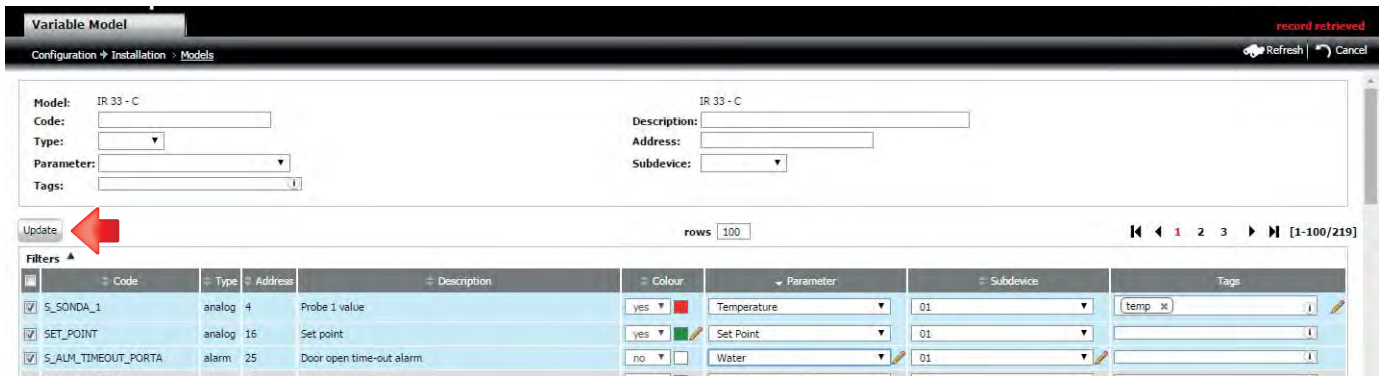 Variable Model
record retrieved
Configuration Installation > Models
Refresh | Cancel
Model: IR 33 - C IR 33 - C
Code: Description:
Type: Address:
Parameter: Subdevice:
Tags: i
Update rows 100 1 2 3 [1-100/219]
Filters
Code Type Address Description Colour Parameter Subdevice Tags
S_SONDA_1 analog 4 Probe 1 value yes Temperature 01 temp x i
SET_POINT analog 16 Set point yes Set Point 01 i
S_ALM_TIMEOUT_PORTA alarm 25 Door open time-out alarm no Water 01 i